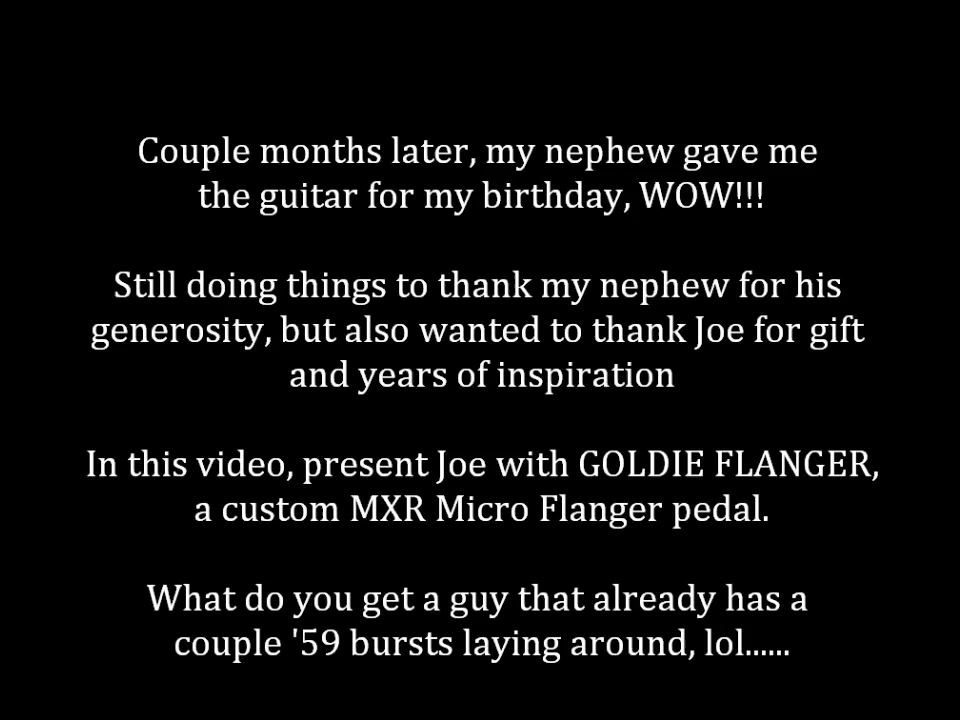 Couple months later, my nephew gave me
the guitar for my birthday, WOW!!!
Still doing things to thank my nephew for his
generosity, but also wanted to thank Joe for gift
and years of inspiration
In this video, present Joe with GOLDIE FLANGER,
a custom MXR Micro Flanger pedal.
What do you get a guy that already has a
couple '59 bursts laying around, lol......